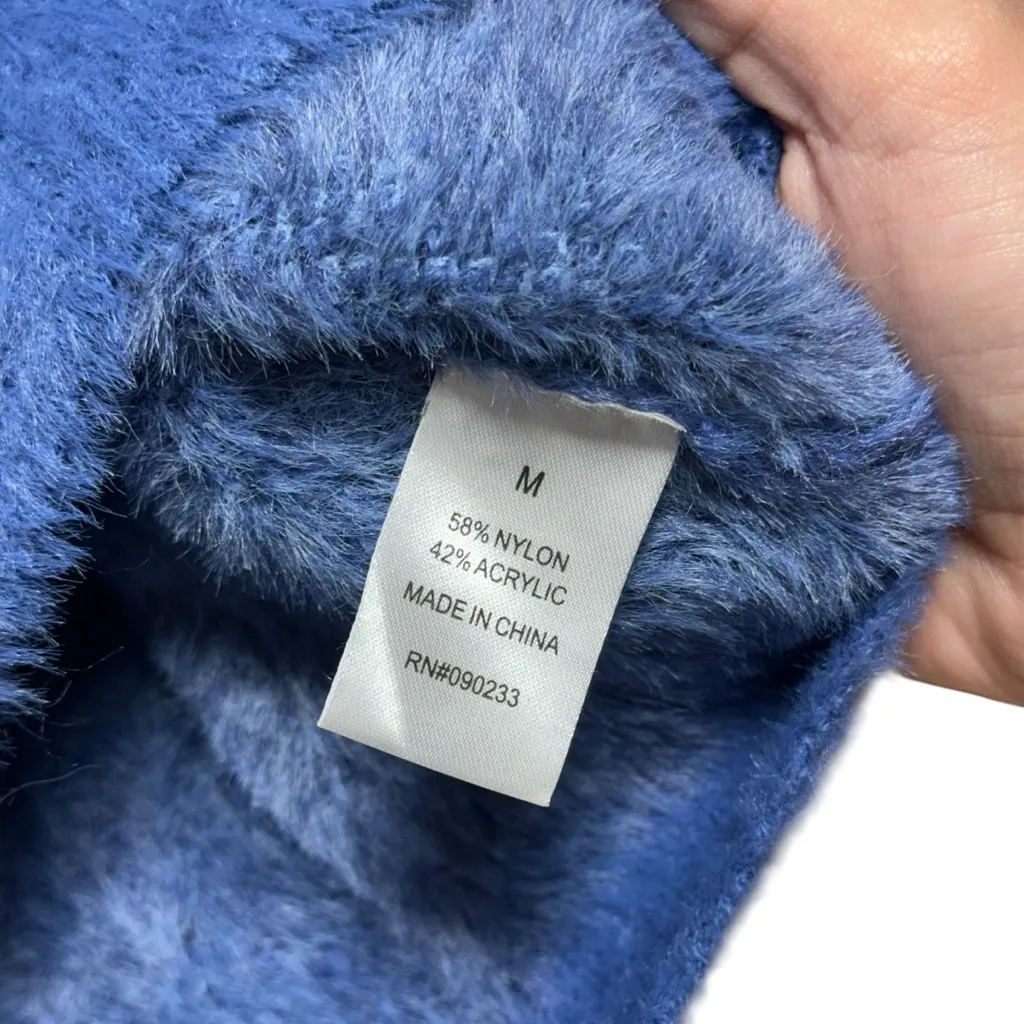 M
58% NYLON
42% ACRYLIC
MADE IN CHINA
RN#090233